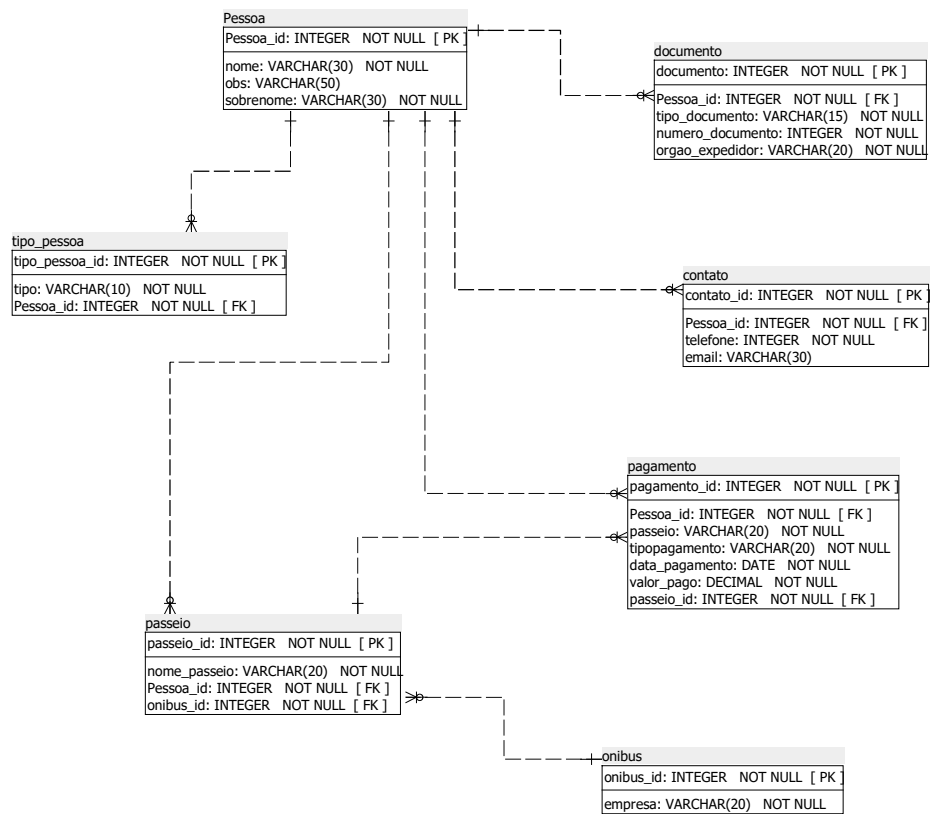 Pessoa
Pessoa_id: INTEGER NOT NULL [ PK ]
nome: VARCHAR(30) NOT NULL
obs: VARCHAR(50)
sobrenome: VARCHAR(30) NOT NULL
documento
documento: INTEGER NOT NULL [ PK ]
Pessoa_id: INTEGER NOT NULL [ FK ]
tipo_documento: VARCHAR(15) NOT NULL
numero_documento: INTEGER NOT NULL
orgao_expedidor: VARCHAR(20) NOT NULL
tipo_pessoa
tipo_pessoa_id: INTEGER NOT NULL [ PK ]
tipo: VARCHAR(10) NOT NULL
Pessoa_id: INTEGER NOT NULL [ FK ]
contato
contato_id: INTEGER NOT NULL [ PK ]
Pessoa_id: INTEGER NOT NULL [ FK ]
telefone: INTEGER NOT NULL
email: VARCHAR(30)
pagamento
pagamento_id: INTEGER NOT NULL [ PK ]
Pessoa_id: INTEGER NOT NULL [ FK ]
passeio: VARCHAR(20) NOT NULL
tipopagamento: VARCHAR(20) NOT NULL
data_pagamento: DATE NOT NULL
valor_pago: DECIMAL NOT NULL
passeio_id: INTEGER NOT NULL [ FK ]
passeio
passeio_id: INTEGER NOT NULL [ PK ]
nome_passeio: VARCHAR(20) NOT NULL
Pessoa_id: INTEGER NOT NULL [ FK ]
onibus_id: INTEGER NOT NULL [ FK ]
onibus
onibus_id: INTEGER NOT NULL [ PK ]
empresa: VARCHAR(20) NOT NULL